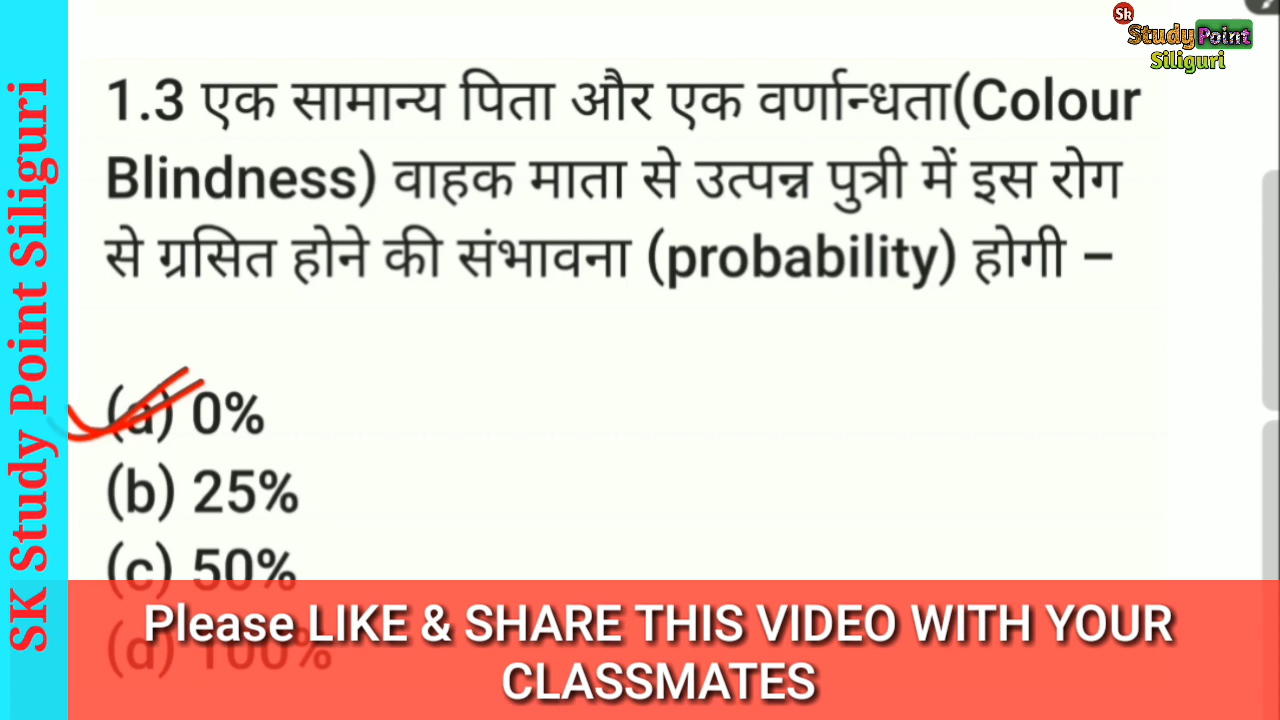 Sk
Study Point
Siliguri
SK Study Point Siliguri
1.3 एक सामान्य पिता और एक वर्णान्धता(Colour
Blindness) वाहक माता से उत्पन्न पुत्री में इस रोग
से ग्रसित होने की संभावना (probability) होगी –
(a) 0%
(b) 25%
(c) 50%
(d) 100%
Please LIKE & SHARE THIS VIDEO WITH YOUR
CLASSMATES